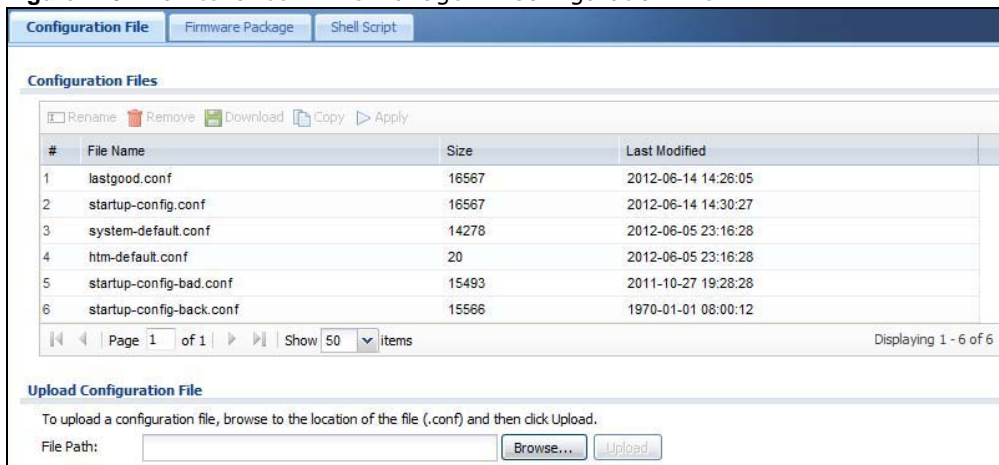 Configuration File Firmware Package Shell Script
Configuration Files
Rename Remove Download Copy Apply
# File Name Size Last Modified
1 lastgood.conf 16567 2012-06-14 14:26:05
2 startup-config.conf 16567 2012-06-14 14:30:27
3 system-default.conf 14278 2012-06-05 23:16:28
4 htm-default.conf 20 2012-06-05 23:16:28
5 startup-config-bad.conf 15493 2011-10-27 19:28:28
6 startup-config-back.conf 15566 1970-01-01 08:00:12
Page 1 of 1 Show 50 items Displaying 1 - 6 of 6
Upload Configuration File
To upload a configuration file, browse to the location of the file (.conf) and then click Upload.
File Path: Browse... Upload